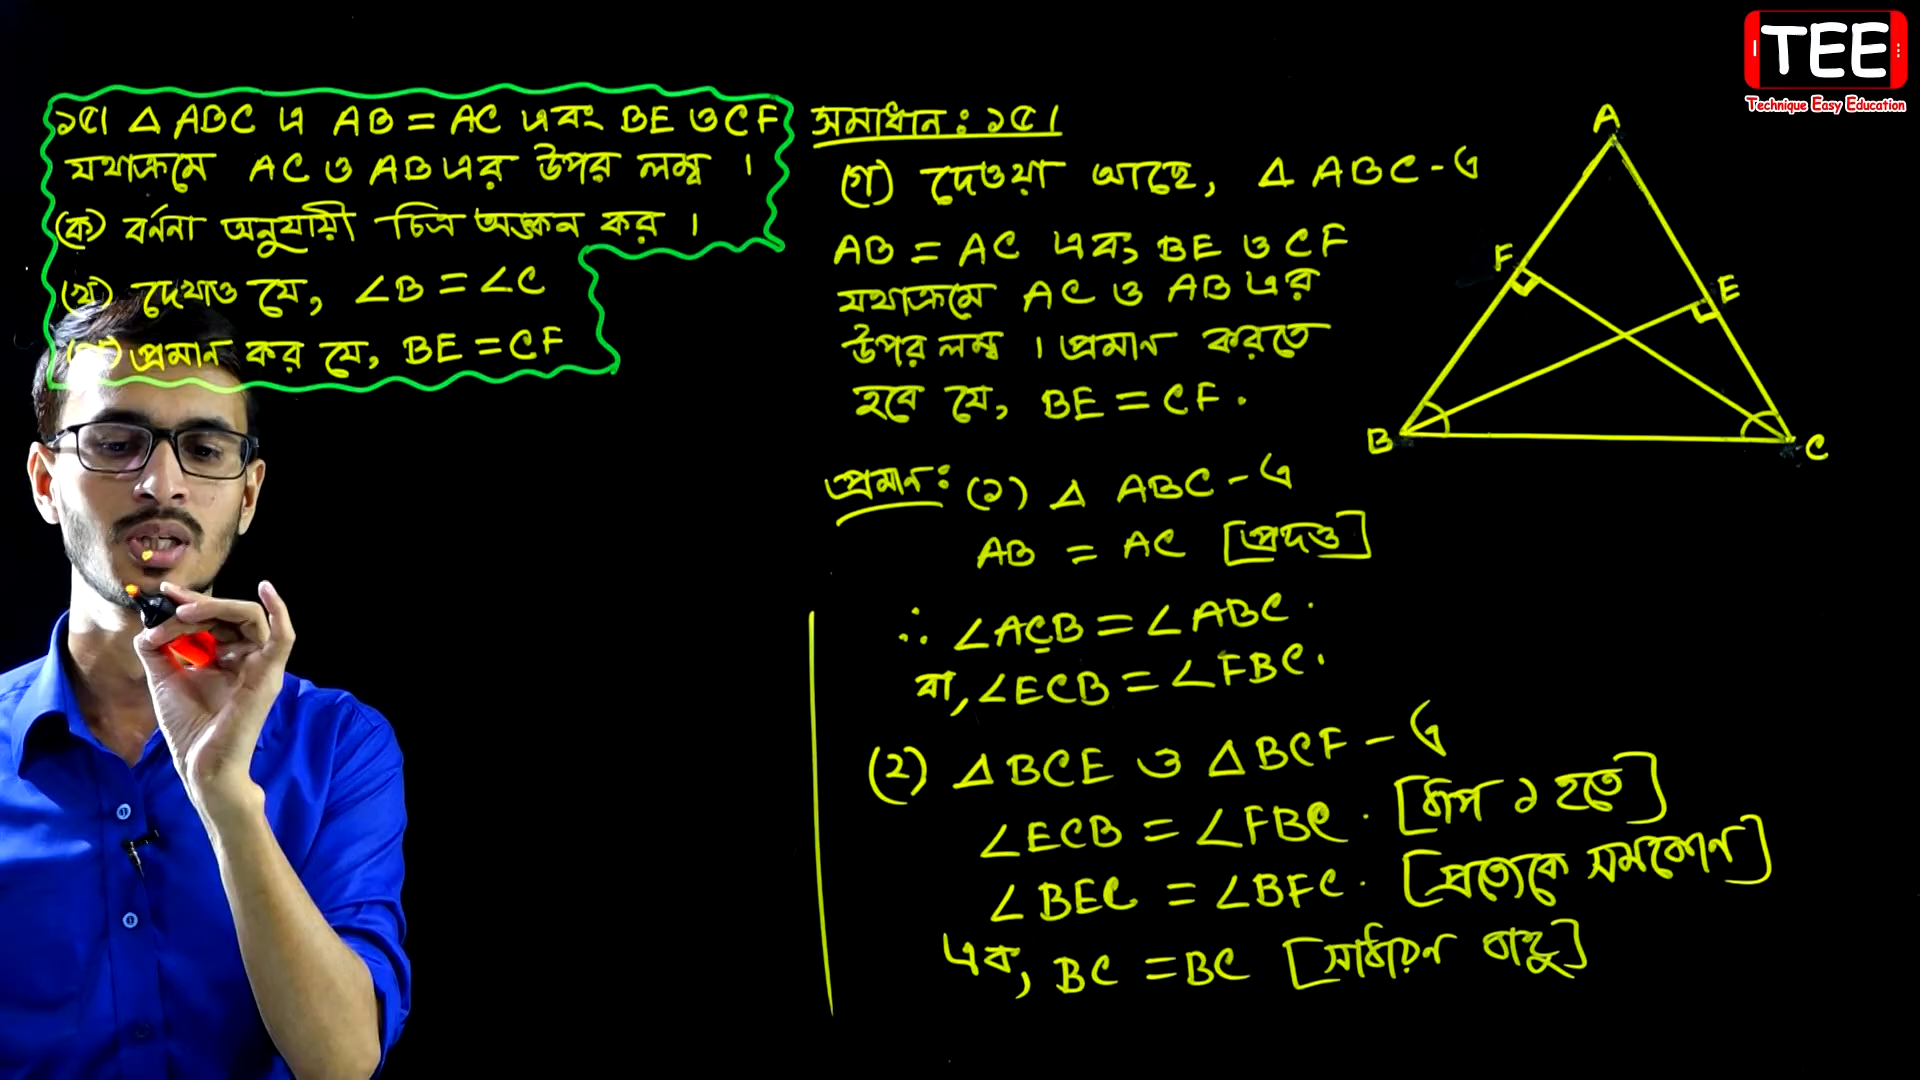 ১৫। △ ABC এ AB = AC এবং BE ও CF
যথাক্রমে AC ও AB এর উপর লম্ব ।
(ক) বর্ননা অনুযায়ী চিত্র অঙ্কন কর ।
(খ) দেখাও যে, ∠B = ∠C
(গ) প্রমান কর যে, BE = CF
সমাধান: ১৫।
(গ) দেওয়া আছে, △ ABC - এ
AB = AC এবং BE ও CF
যথাক্রমে AC ও AB এর
উপর লম্ব । প্রমান করতে
হবে যে, BE = CF.
প্রমান: (১) △ ABC - এ
AB = AC [প্রদত্ত]
∴ ∠ACB = ∠ABC.
বা, ∠ECB = ∠FBC.
(২) △BCE ও △BCF - এ
∠ECB = ∠FBC. [ধাপ ১ হতে]
∠BEC = ∠BFC. [প্রত্যেকে সমকোন]
BC = BC [সাধারন বাহু]
A
F
E
B
C
TEE
Technique Easy Education